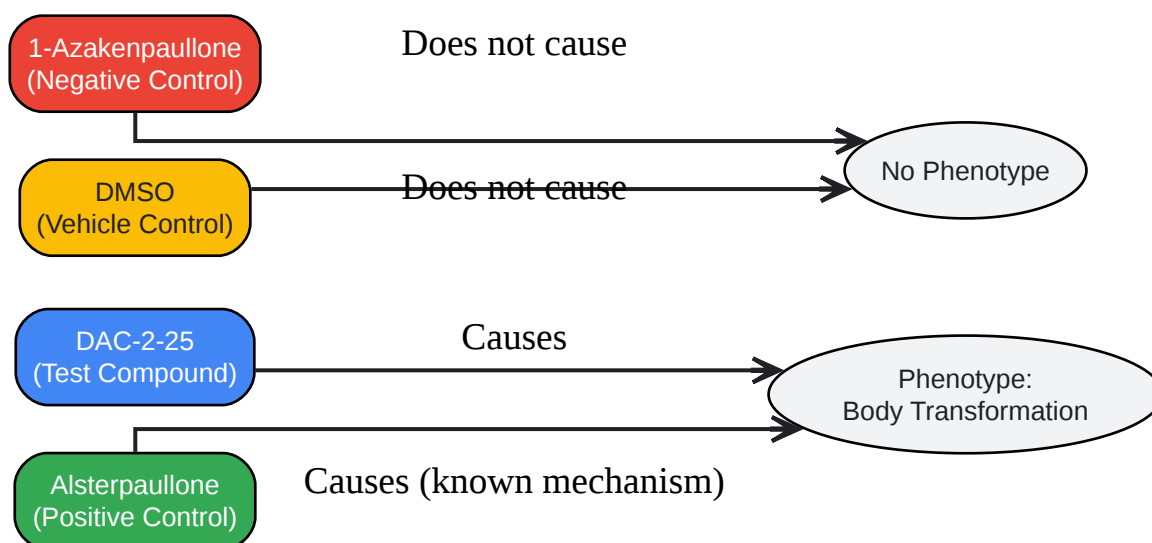 1-Azakenpaullone
(Negative Control)
Does not cause
No Phenotype
DMSO
(Vehicle Control)
Does not cause
DAC-2-25
(Test Compound)
Causes
Phenotype:
Body Transformation
Alsterpaullone
(Positive Control)
Causes (known mechanism)